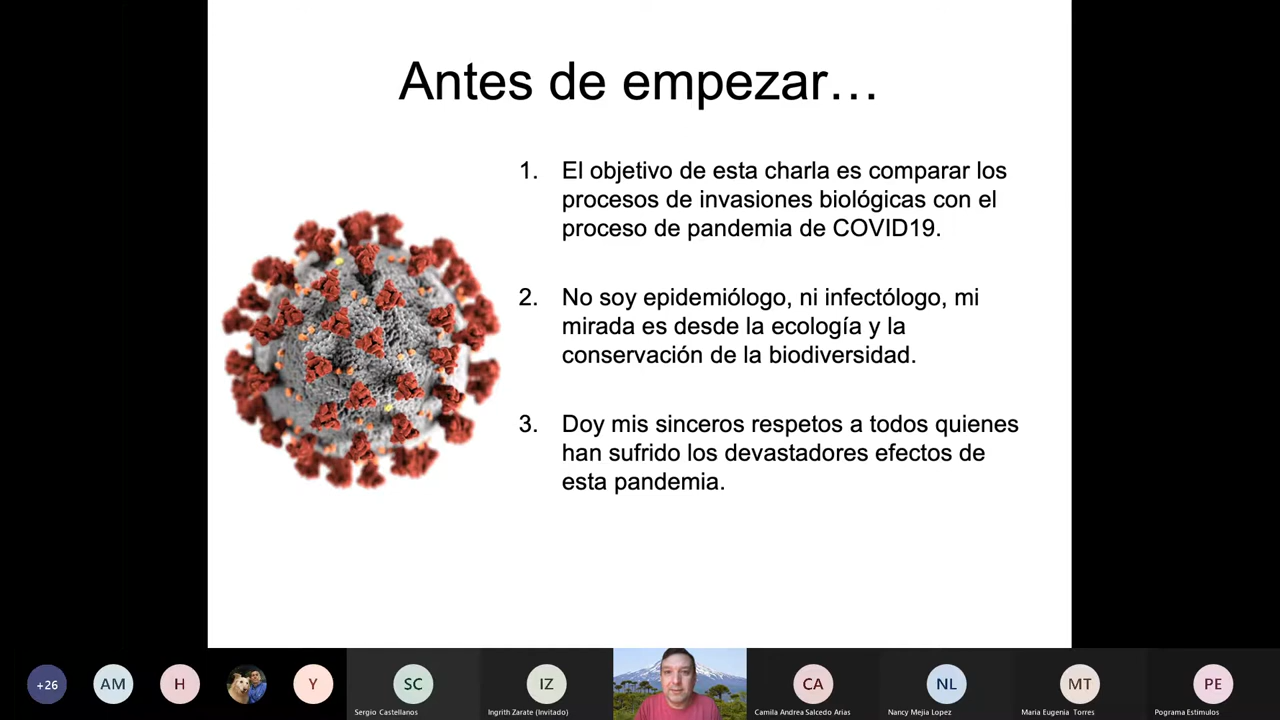 Antes de empezar…
1. El objetivo de esta charla es comparar los
procesos de invasiones biológicas con el
proceso de pandemia de COVID19.
2. No soy epidemiólogo, ni infectólogo, mi
mirada es desde la ecología y la
conservación de la biodiversidad.
3. Doy mis sinceros respetos a todos quienes
han sufrido los devastadores efectos de
esta pandemia.
+26
AM
H
Y
SC
Sergio Castellanos
IZ
Ingrith Zarate (Invitado)
CA
Camila Andrea Salcedo Arias
NL
Nancy Mejia Lopez
MT
Maria Eugenia Torres
PE
Pograma Estimulos